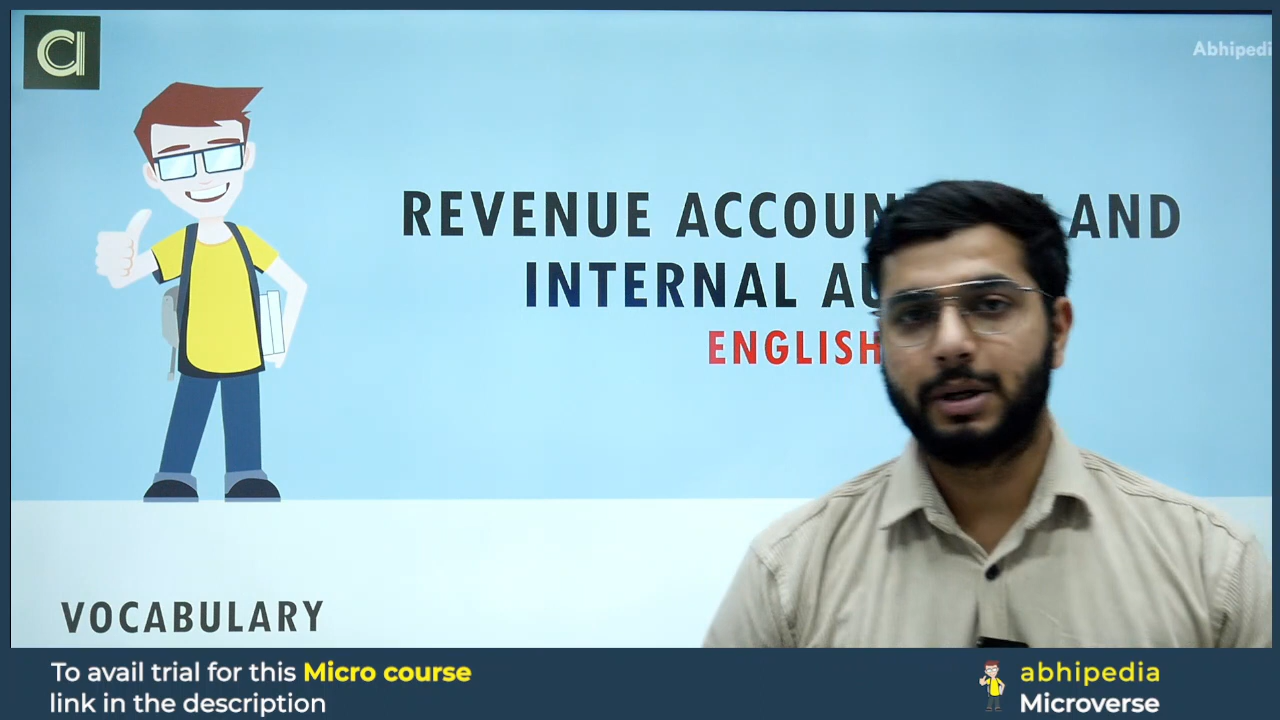 Abhipedi
REVENUE ACCOUN AND
INTERNAL AU
ENGLISH
VOCABULARY
To avail trial for this Micro course
link in the description
abhipedia
Microverse